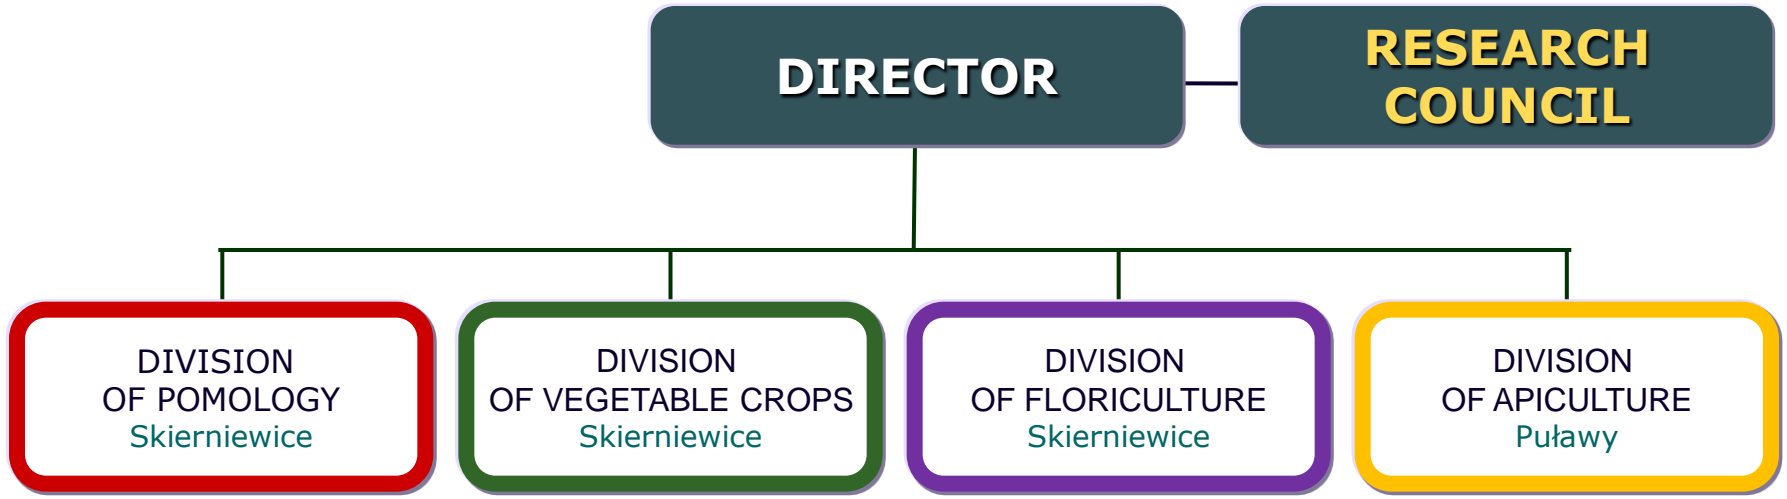 DIRECTOR
RESEARCH
COUNCIL
DIVISION
OF POMOLOGY
Skierniewice
DIVISION
OF VEGETABLE CROPS
Skierniewice
DIVISION
OF FLORICULTURE
Skierniewice
DIVISION
OF APICULTURE
Puławy